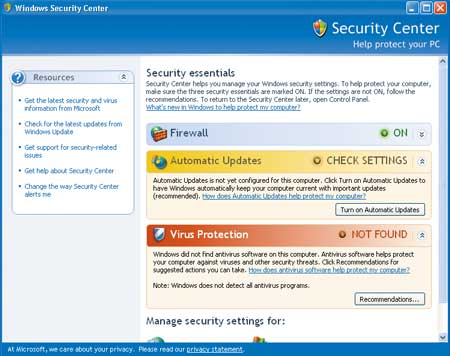 Windows Security Center
Security Center
Help protect your PC
Resources
Get the latest security and virus
information from Microsoft
Check for the latest updates from
Windows Update
Get support for security-related
issues
Get help about Security Center
Change the way Security Center
alerts me
Security essentials
Security Center helps you manage your Windows security settings. To help protect your computer,
make sure the three security essentials are marked ON. If the settings are not ON, follow the
recommendations. To return to the Security Center later, open Control Panel.
What's new in Windows to help protect my computer?
Firewall ON
Automatic Updates CHECK SETTINGS
Automatic Updates is not yet configured for this computer. Click Turn on Automatic Updates to
have Windows automatically keep your computer current with important updates
(recommended). How does Automatic Updates help protect my computer?
Turn on Automatic Updates
Virus Protection NOT FOUND
Windows did not find antivirus software on this computer. Antivirus software helps protect
your computer against viruses and other security threats. Click Recommendations for
suggested actions you can take. How does antivirus software help protect my computer?
Note: Windows does not detect all antivirus programs.
Recommendations...
Manage security settings for:
At Microsoft, we care about your privacy. Please read our privacy statement.